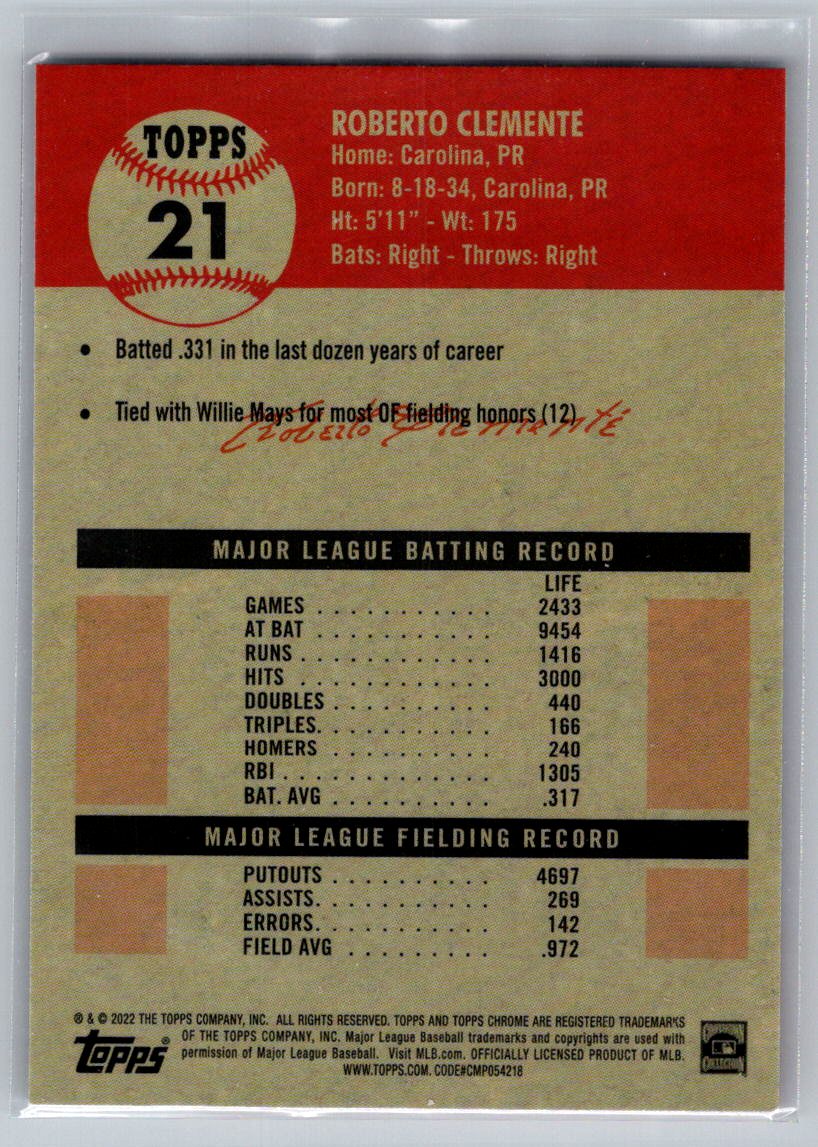 TOPPS
21
ROBERTO CLEMENTE
Home: Carolina, PR
Born: 8-18-34, Carolina, PR
Ht: 5'11" - Wt: 175
Bats: Right - Throws: Right
• Batted .331 in the last dozen years of career
• Tied with Willie Mays for most OF fielding honors (12)
Roberto Clemente
MAJOR LEAGUE BATTING RECORD
LIFE
GAMES . . . . . . . . . . . 2433
AT BAT . . . . . . . . . . . 9454
RUNS . . . . . . . . . . . . 1416
HITS . . . . . . . . . . . . 3000
DOUBLES . . . . . . . . . . 440
TRIPLES. . . . . . . . . . . 166
HOMERS . . . . . . . . . . 240
RBI . . . . . . . . . . . . . 1305
BAT. AVG . . . . . . . . . . .317
MAJOR LEAGUE FIELDING RECORD
PUTOUTS . . . . . . . . . . 4697
ASSISTS. . . . . . . . . . . 269
ERRORS. . . . . . . . . . . 142
FIELD AVG . . . . . . . . . .972
® & © 2022 THE TOPPS COMPANY, INC. ALL RIGHTS RESERVED. TOPPS AND TOPPS CHROME ARE REGISTERED TRADEMARKS
OF THE TOPPS COMPANY, INC. Major League Baseball trademarks and copyrights are used with
permission of Major League Baseball. Visit MLB.com. OFFICIALLY LICENSED PRODUCT OF MLB.
WWW.TOPPS.COM. CODE#CMP054218
topps®
COOPERSTOWN
COLLECTION